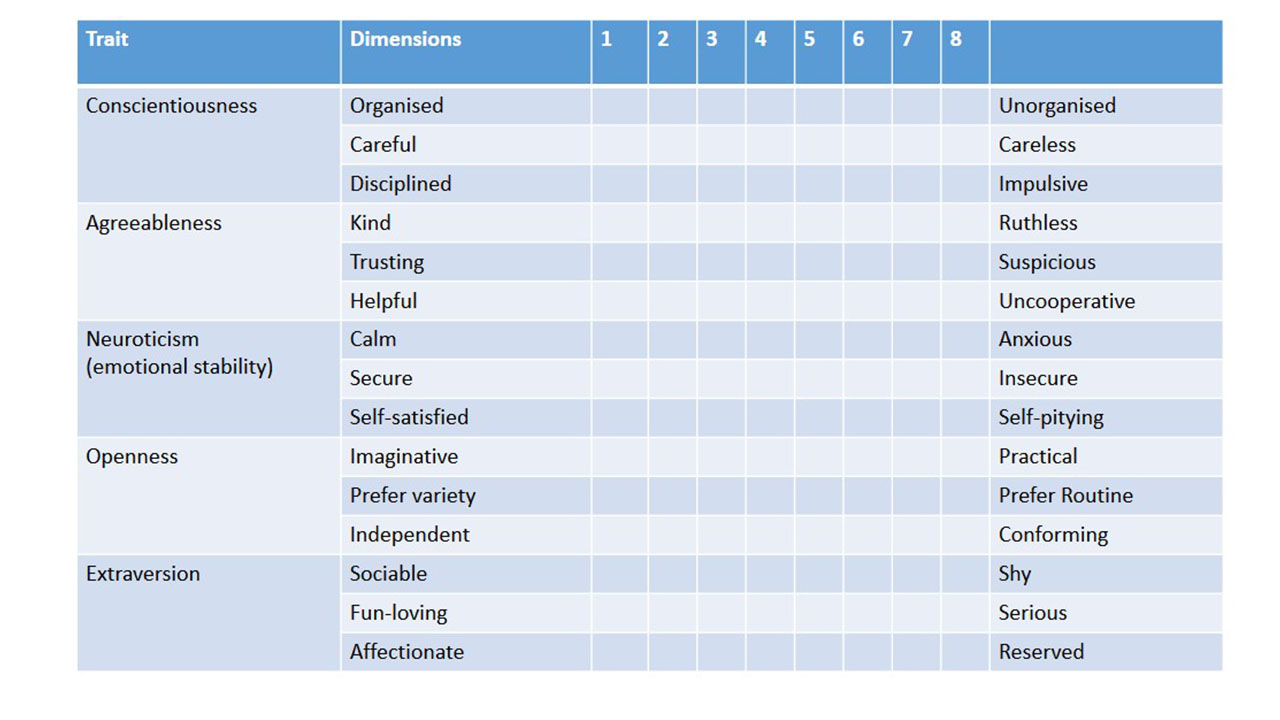 Trait Dimensions 1 2 3 4 5 6 7 8
Conscientiousness Organised Unorganised
Careful Careless
Disciplined Impulsive
Agreeableness Kind Ruthless
Trusting Suspicious
Helpful Uncooperative
Neuroticism Calm Anxious
(emotional stability)
Secure Insecure
Self-satisfied Self-pitying
Openness Imaginative Practical
Prefer variety Prefer Routine
Independent Conforming
Extraversion Sociable Shy
Fun-loving Serious
Affectionate Reserved